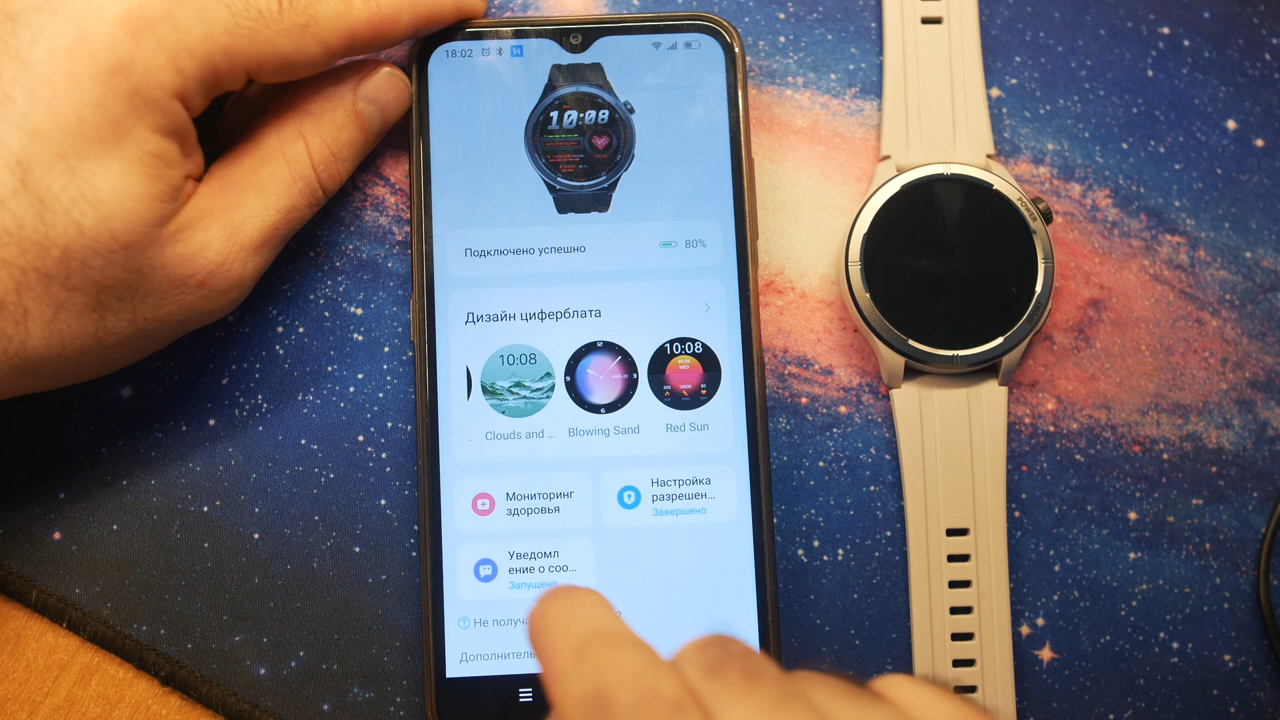 18:02
10:08
Подключено успешно
80%
Дизайн циферблата
10:08
10:08
Clouds and ...
Blowing Sand
Red Sun
Мониторинг
здоровья
Настройка
разрешен...
Завершено
Уведомл
ение о соо...
Запущено
Не получа
Дополнитель
POWER